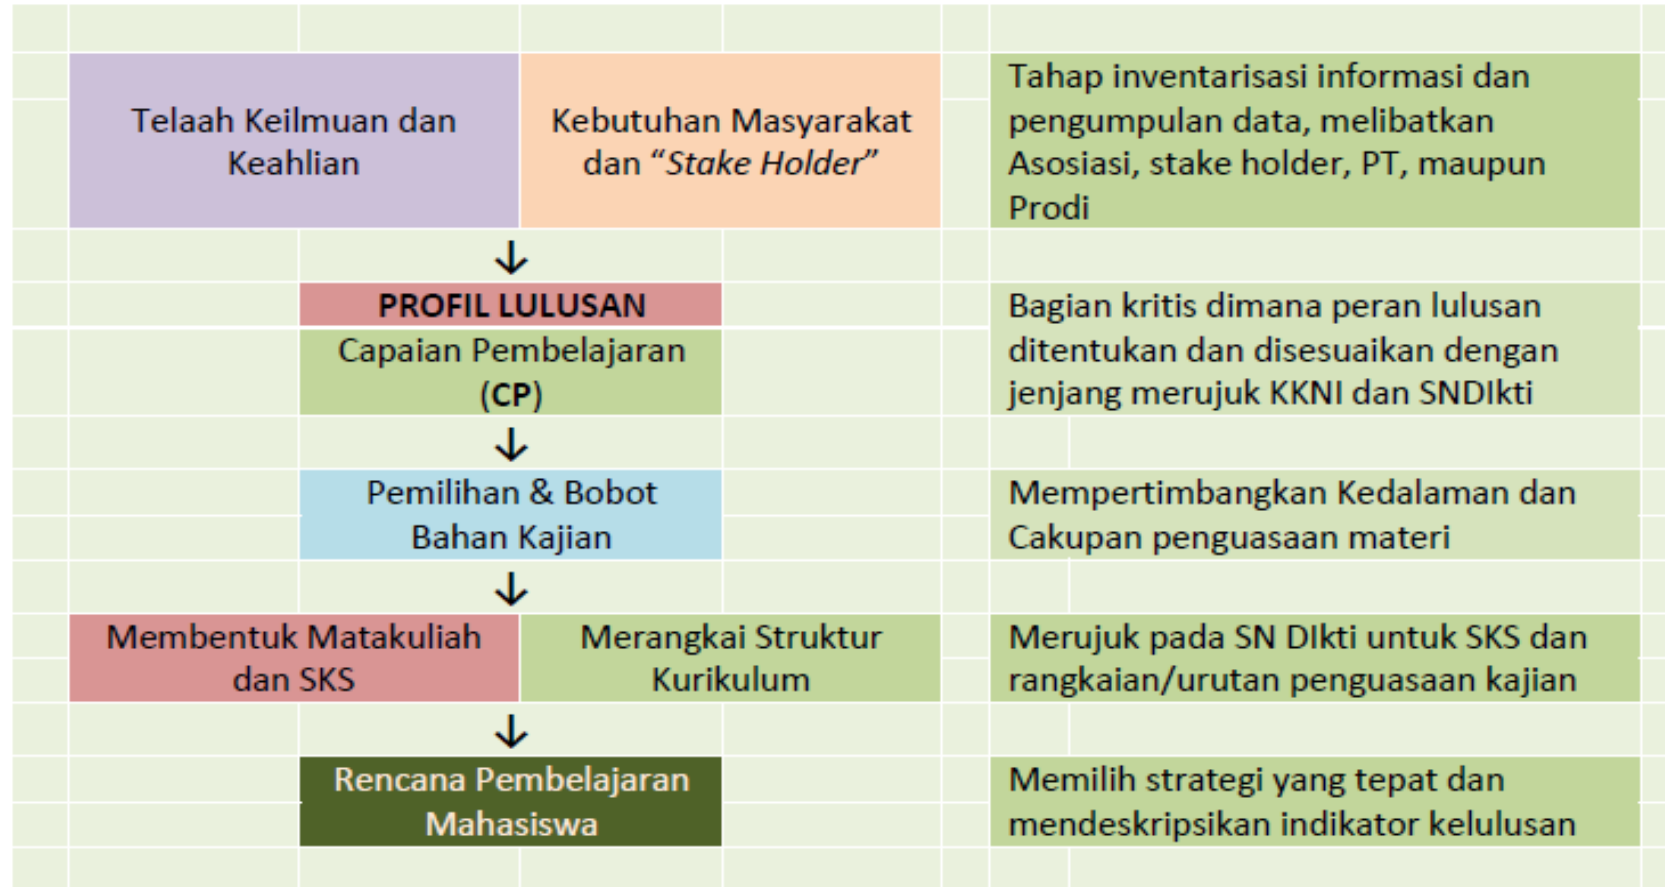 Telaah Keilmuan dan
Keahlian
Kebutuhan Masyarakat
dan “Stake Holder”
Tahap inventarisasi informasi dan
pengumpulan data, melibatkan
Asosiasi, stake holder, PT, maupun
Prodi
↓
PROFIL LULUSAN
Capaian Pembelajaran
(CP)
Bagian kritis dimana peran lulusan
ditentukan dan disesuaikan dengan
jenjang merujuk KKNI dan SNDIkti
↓
Pemilihan & Bobot
Bahan Kajian
Mempertimbangkan Kedalaman dan
Cakupan penguasaan materi
↓
Membentuk Matakuliah
dan SKS
Merangkai Struktur
Kurikulum
Merujuk pada SN DIkti untuk SKS dan
rangkaian/urutan penguasaan kajian
↓
Rencana Pembelajaran
Mahasiswa
Memilih strategi yang tepat dan
mendeskripsikan indikator kelulusan